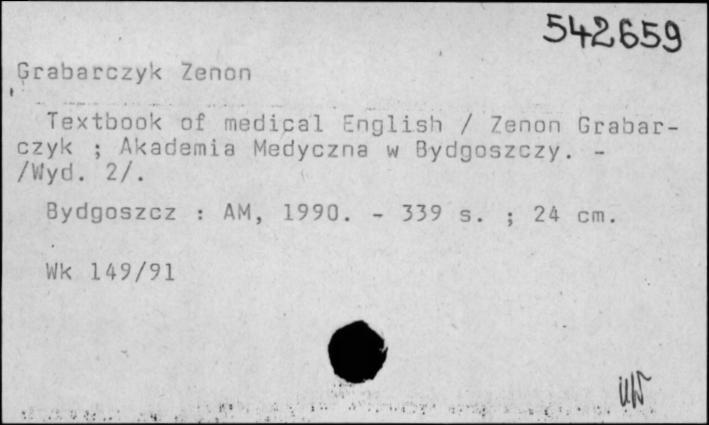 542659
Grabarczyk Zenon
Textbook of medical English / Zenon Grabar-
czyk ; Akademia Medyczna w Bydgoszczy. -
/Wyd. 2/.
Bydgoszcz : AM, 1990. - 339 s. ; 24 cm.
Wk 149/91